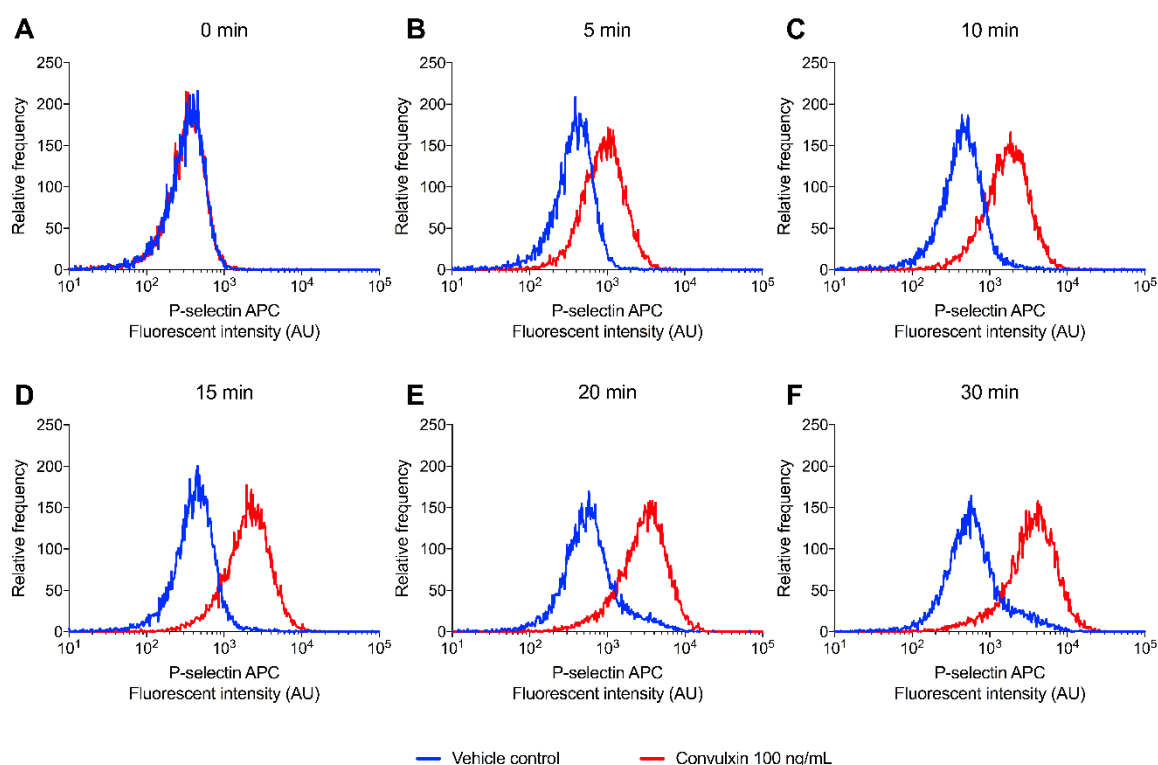 A
0 min
250
200
150
100
50
0
Relative frequency
10¹ 10² 10³ 10⁴ 10⁵
P-selectin APC
Fluorescent intensity (AU)
B
5 min
250
200
150
100
50
0
Relative frequency
10¹ 10² 10³ 10⁴ 10⁵
P-selectin APC
Fluorescent intensity (AU)
C
10 min
250
200
150
100
50
0
Relative frequency
10¹ 10² 10³ 10⁴ 10⁵
P-selectin APC
Fluorescent intensity (AU)
D
15 min
250
200
150
100
50
0
Relative frequency
10¹ 10² 10³ 10⁴ 10⁵
P-selectin APC
Fluorescent intensity (AU)
E
20 min
250
200
150
100
50
0
Relative frequency
10¹ 10² 10³ 10⁴ 10⁵
P-selectin APC
Fluorescent intensity (AU)
F
30 min
250
200
150
100
50
0
Relative frequency
10¹ 10² 10³ 10⁴ 10⁵
P-selectin APC
Fluorescent intensity (AU)
Vehicle control
Convulxin 100 ng/mL